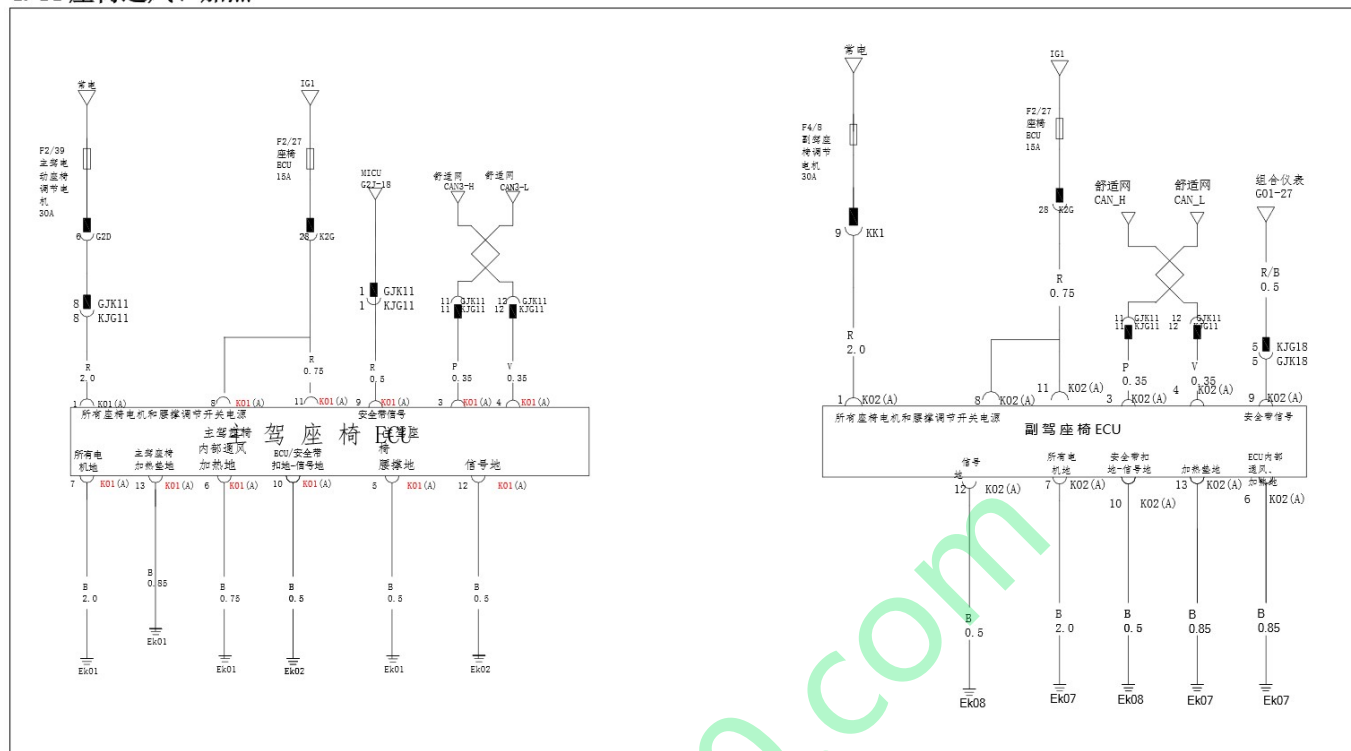 常电
IG1
F2/39
主驾电
动座椅
调节电
机
30A
F2/27
座椅
ECU
15A
MICU
G2J-18
舒适网
CAN3-H
舒适网
CAN3-L
6 G2D
28 K2G
8 GJK11
8 KJG11
1 GJK11
1 KJG11
11 GJK11
11 KJG11
12 GJK11
12 KJG11
R
2.0
R
0.75
R
0.5
P
0.35
V
0.35
1 K01(A)
8 K01(A)
11 K01(A)
9 K01(A)
3 K01(A)
4 K01(A)
所有座椅电机和腰撑调节开关电源
安全带信号
主驾座椅 ECU
所有电
机地
主驾座椅
加热垫地
主驾座椅
内部通风
加热地
ECU/安全带
扣地-信号地
主驾座
椅
腰撑地
信号地
7 K01(A)
13 K01(A)
6 K01(A)
10 K01(A)
5 K01(A)
12 K01(A)
B
2.0
B
0.85
B
0.75
B
0.5
B
0.5
B
0.5
Ek01
Ek01
Ek01
Ek02
Ek01
Ek02
常电
IG1
F4/8
副驾座
椅调节
电机
30A
F2/27
座椅
ECU
15A
舒适网
CAN_H
舒适网
CAN_L
组合仪表
G01-27
9 KK1
28 K2G
R
2.0
R
0.75
R/B
0.5
11 GJK11
11 KJG11
12 GJK11
12 KJG11
5 KJG18
5 GJK18
P
0.35
V
0.35
1 K02(A)
8 K02(A)
11 K02(A)
3 K02(A)
4 K02(A)
9 K02(A)
所有座椅电机和腰撑调节开关电源
安全带信号
副驾座椅ECU
信号
地
所有电
机地
安全带扣
地-信号地
加热垫地
ECU内部
通风、
加热地
12 K02(A)
7 K02(A)
10 K02(A)
13 K02(A)
6 K02(A)
B
0.5
B
2.0
B
0.5
B
0.85
B
0.85
Ek08
Ek07
Ek08
Ek07
Ek07
com